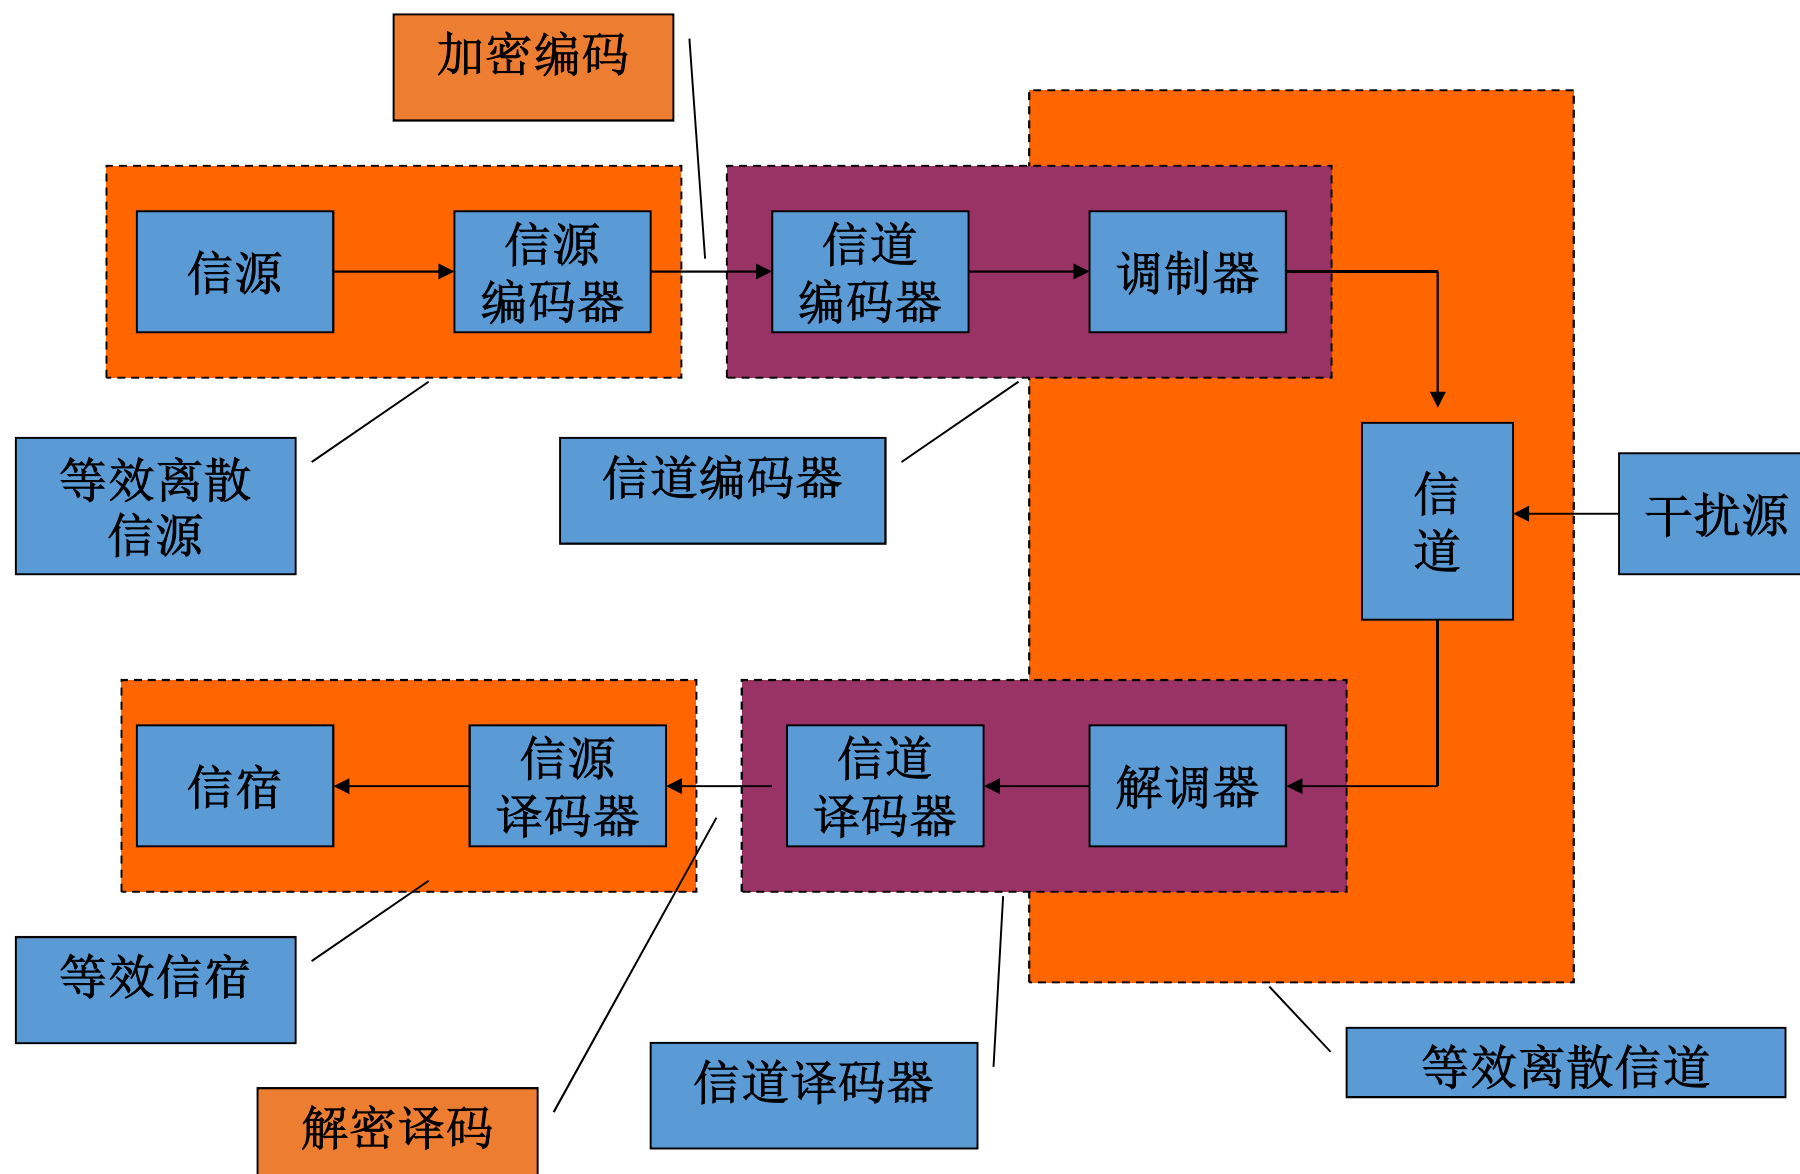 加密编码
信源
信源
编码器
信道
编码器
调制器
等效离散
信源
信道编码器
信
道
干扰源
信宿
信源
译码器
信道
译码器
解调器
等效信宿
信道译码器
等效离散信道
解密译码